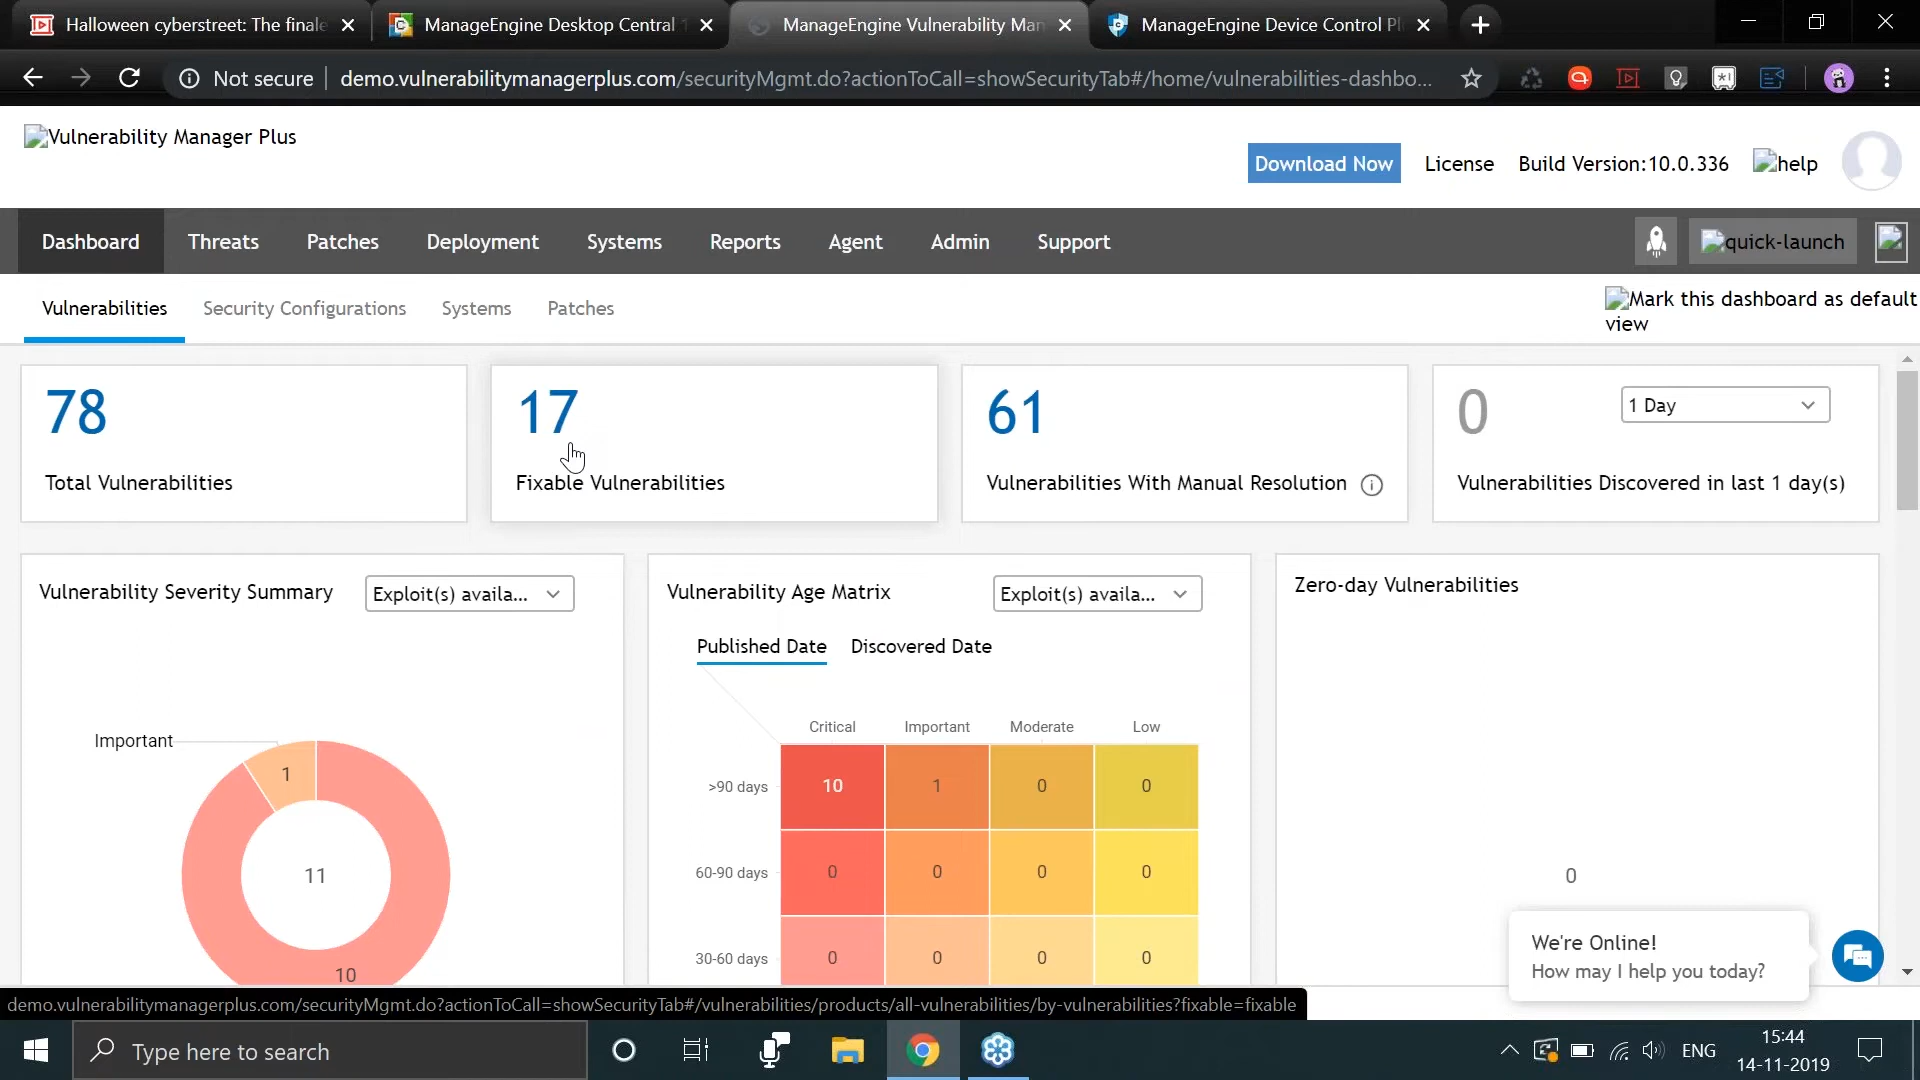 Halloween cyberstreet: The finale
ManageEngine Desktop Central
ManageEngine Vulnerability Man
ManageEngine Device Control Pl
Not secure
demo.vulnerabilitymanagerplus.com/securityMgmt.do?actionToCall=showSecurityTab#/home/vulnerabilities-dashbo...
Vulnerability Manager Plus
Download Now
License
Build Version:10.0.336
help
Dashboard
Threats
Patches
Deployment
Systems
Reports
Agent
Admin
Support
quick-launch
Vulnerabilities
Security Configurations
Systems
Patches
Mark this dashboard as default
view
78
Total Vulnerabilities
17
Fixable Vulnerabilities
61
Vulnerabilities With Manual Resolution
0
1 Day
Vulnerabilities Discovered in last 1 day(s)
Vulnerability Severity Summary
Exploit(s) availa...
Important
1
11
10
Vulnerability Age Matrix
Exploit(s) availa...
Published Date
Discovered Date
Critical Important Moderate Low
>90 days 10 1 0 0
60-90 days 0 0 0 0
30-60 days 0 0 0 0
Zero-day Vulnerabilities
0
We're Online!
How may I help you today?
demo.vulnerabilitymanagerplus.com/securityMgmt.do?actionToCall=showSecurityTab#/vulnerabilities/products/all-vulnerabilities/by-vulnerabilities?fixable=fixable
Type here to search
ENG
15:44
14-11-2019